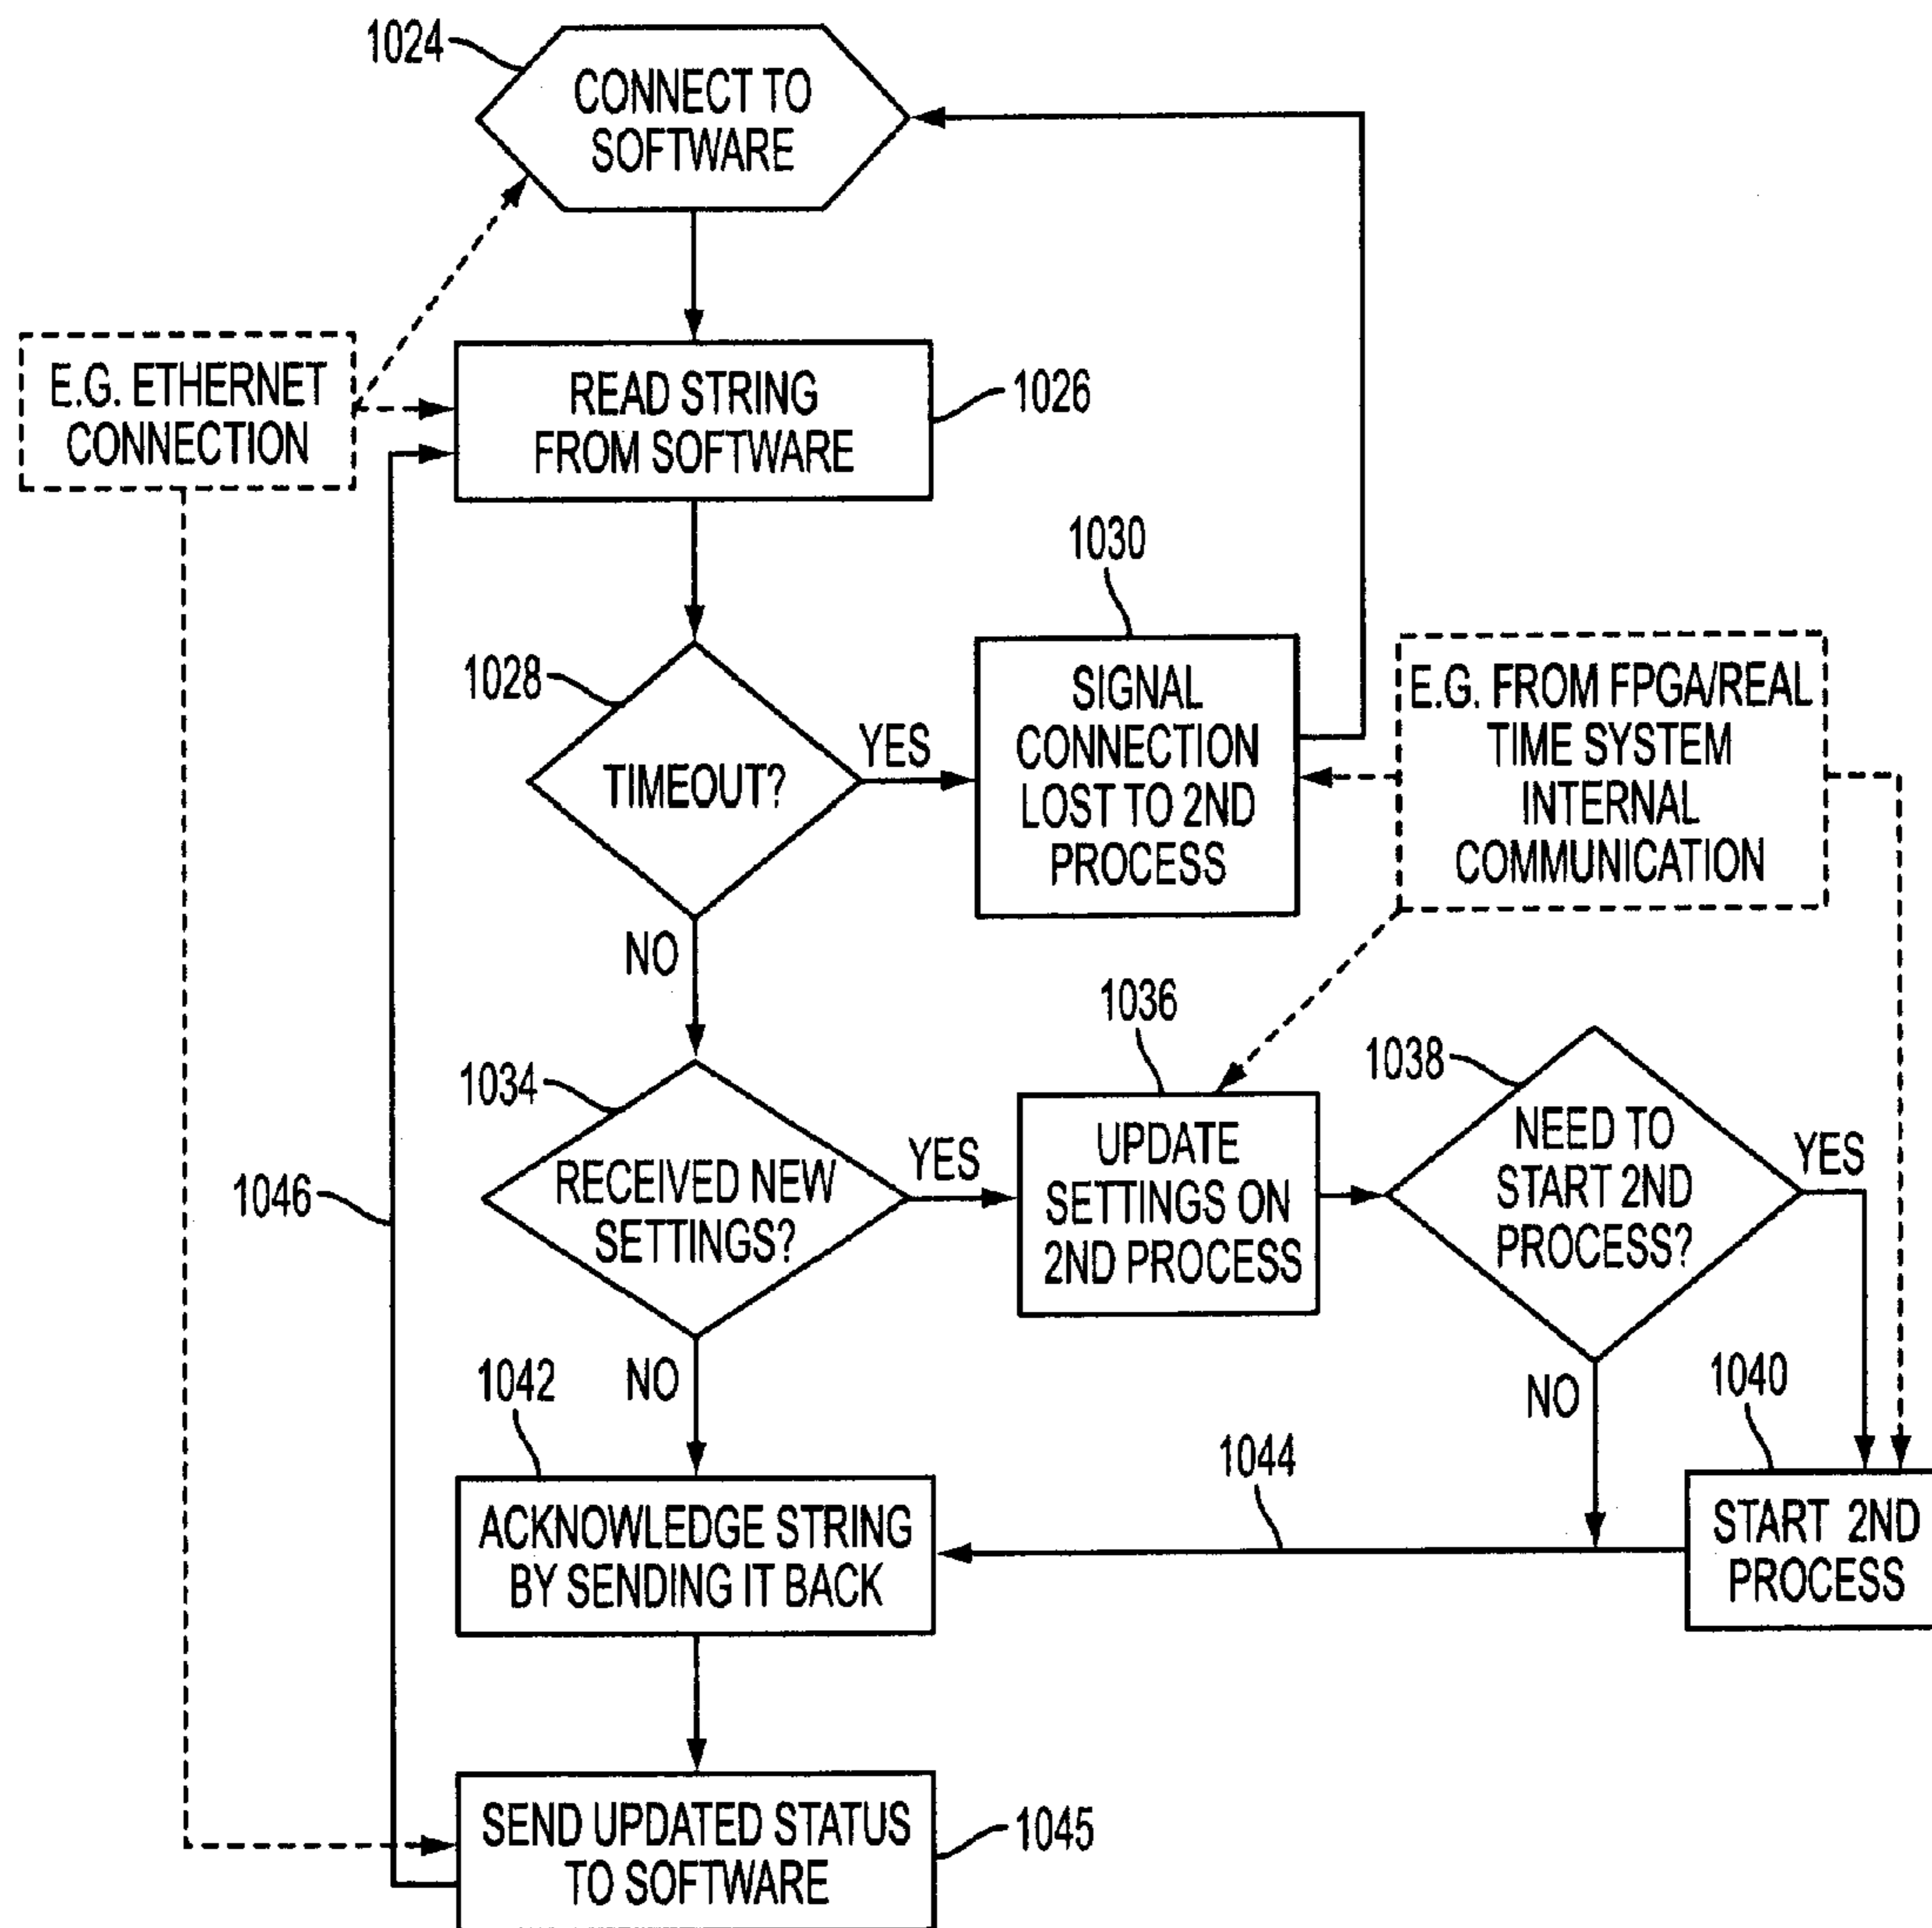 1024
CONNECT TO
SOFTWARE
E.G. ETHERNET
CONNECTION
READ STRING
FROM SOFTWARE
1026
1030
1028
TIMEOUT?
YES
SIGNAL
CONNECTION
LOST TO 2ND
PROCESS
E.G. FROM FPGA/REAL
TIME SYSTEM
INTERNAL
COMMUNICATION
NO
1036
1034
RECEIVED NEW
SETTINGS?
YES
UPDATE
SETTINGS ON
2ND PROCESS
1038
NEED TO
START 2ND
PROCESS?
YES
1046
NO
1042
NO
1044
1040
ACKNOWLEDGE STRING
BY SENDING IT BACK
START 2ND
PROCESS
SEND UPDATED STATUS
TO SOFTWARE
1045